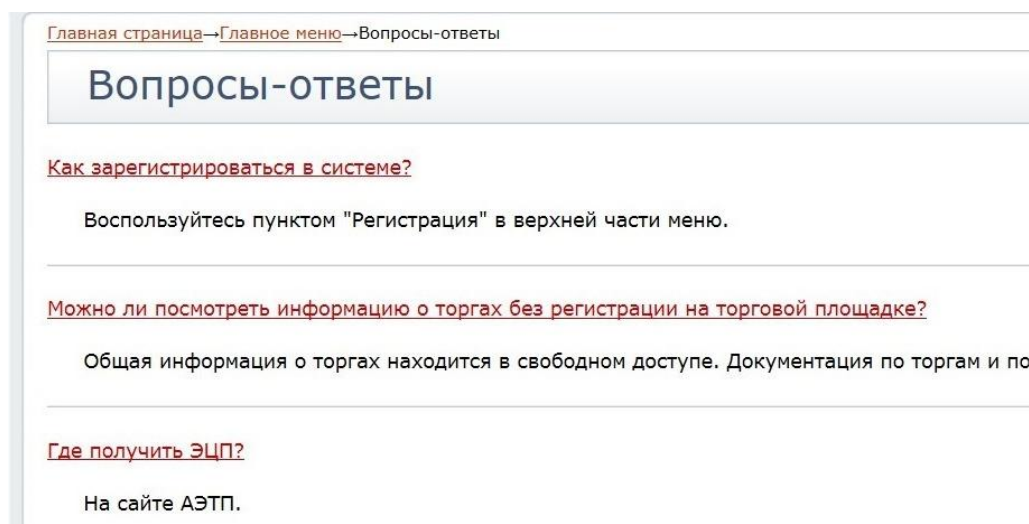 Главная страница→Главное меню→Вопросы-ответы
Вопросы-ответы
Как зарегистрироваться в системе?
Воспользуйтесь пунктом "Регистрация" в верхней части меню.
Можно ли посмотреть информацию о торгах без регистрации на торговой площадке?
Общая информация о торгах находится в свободном доступе. Документация по торгам и по
Где получить ЭЦП?
На сайте АЭТП.